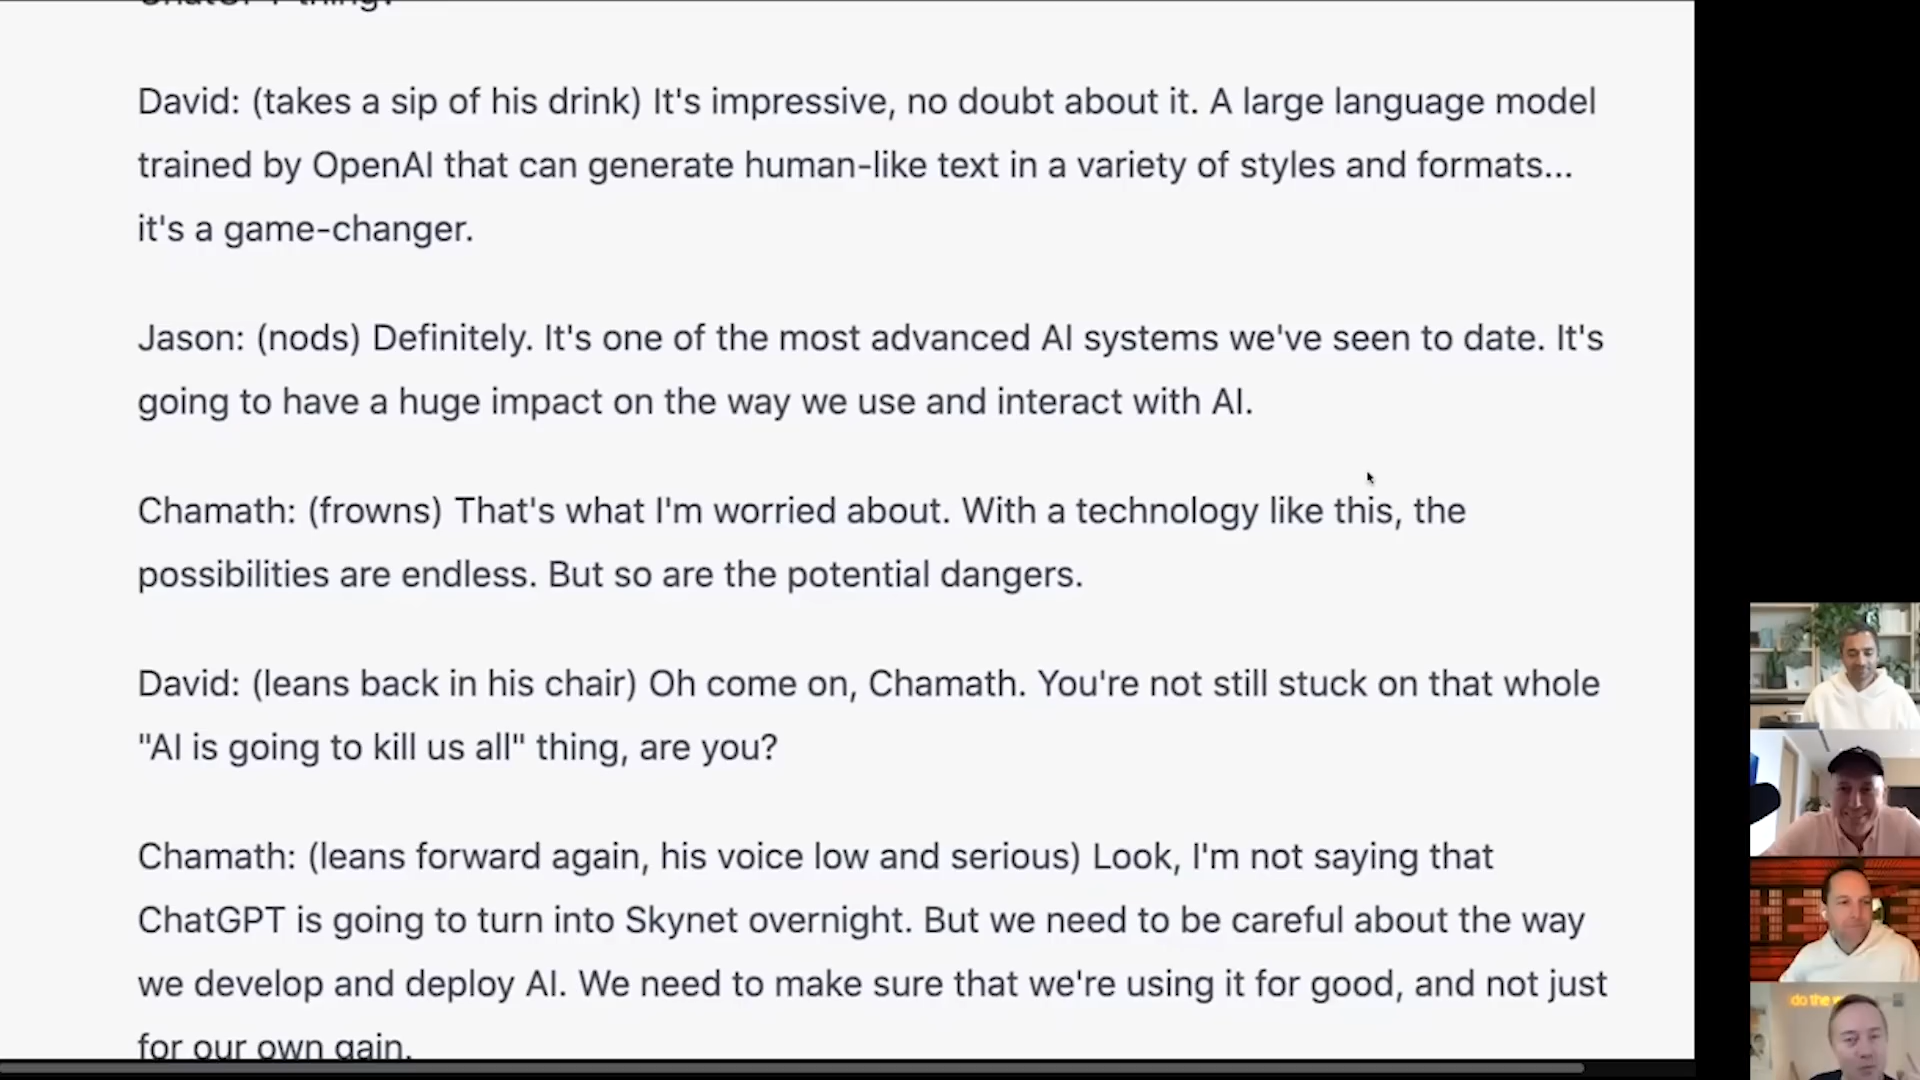 ChatGPT thing?
David: (takes a sip of his drink) It's impressive, no doubt about it. A large language model
trained by OpenAI that can generate human-like text in a variety of styles and formats...
it's a game-changer.
Jason: (nods) Definitely. It's one of the most advanced AI systems we've seen to date. It's
going to have a huge impact on the way we use and interact with AI.
Chamath: (frowns) That's what I'm worried about. With a technology like this, the
possibilities are endless. But so are the potential dangers.
David: (leans back in his chair) Oh come on, Chamath. You're not still stuck on that whole
"AI is going to kill us all" thing, are you?
Chamath: (leans forward again, his voice low and serious) Look, I'm not saying that
ChatGPT is going to turn into Skynet overnight. But we need to be careful about the way
we develop and deploy AI. We need to make sure that we're using it for good, and not just
for our own gain.
do the